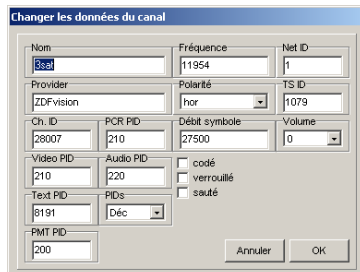 Changer les données du canal
Nom Fréquence Net ID
3sat 11954 1
Provider Polarité TS ID
ZDFvision hor 1079
Ch. ID PCR PID Débit symbole Volume
28007 210 27500 0
Video PID Audio PID
210 220
codé
verrouillé
sauté
Text PID PIDs
8191 Déc
PMT PID
200
Annuler OK